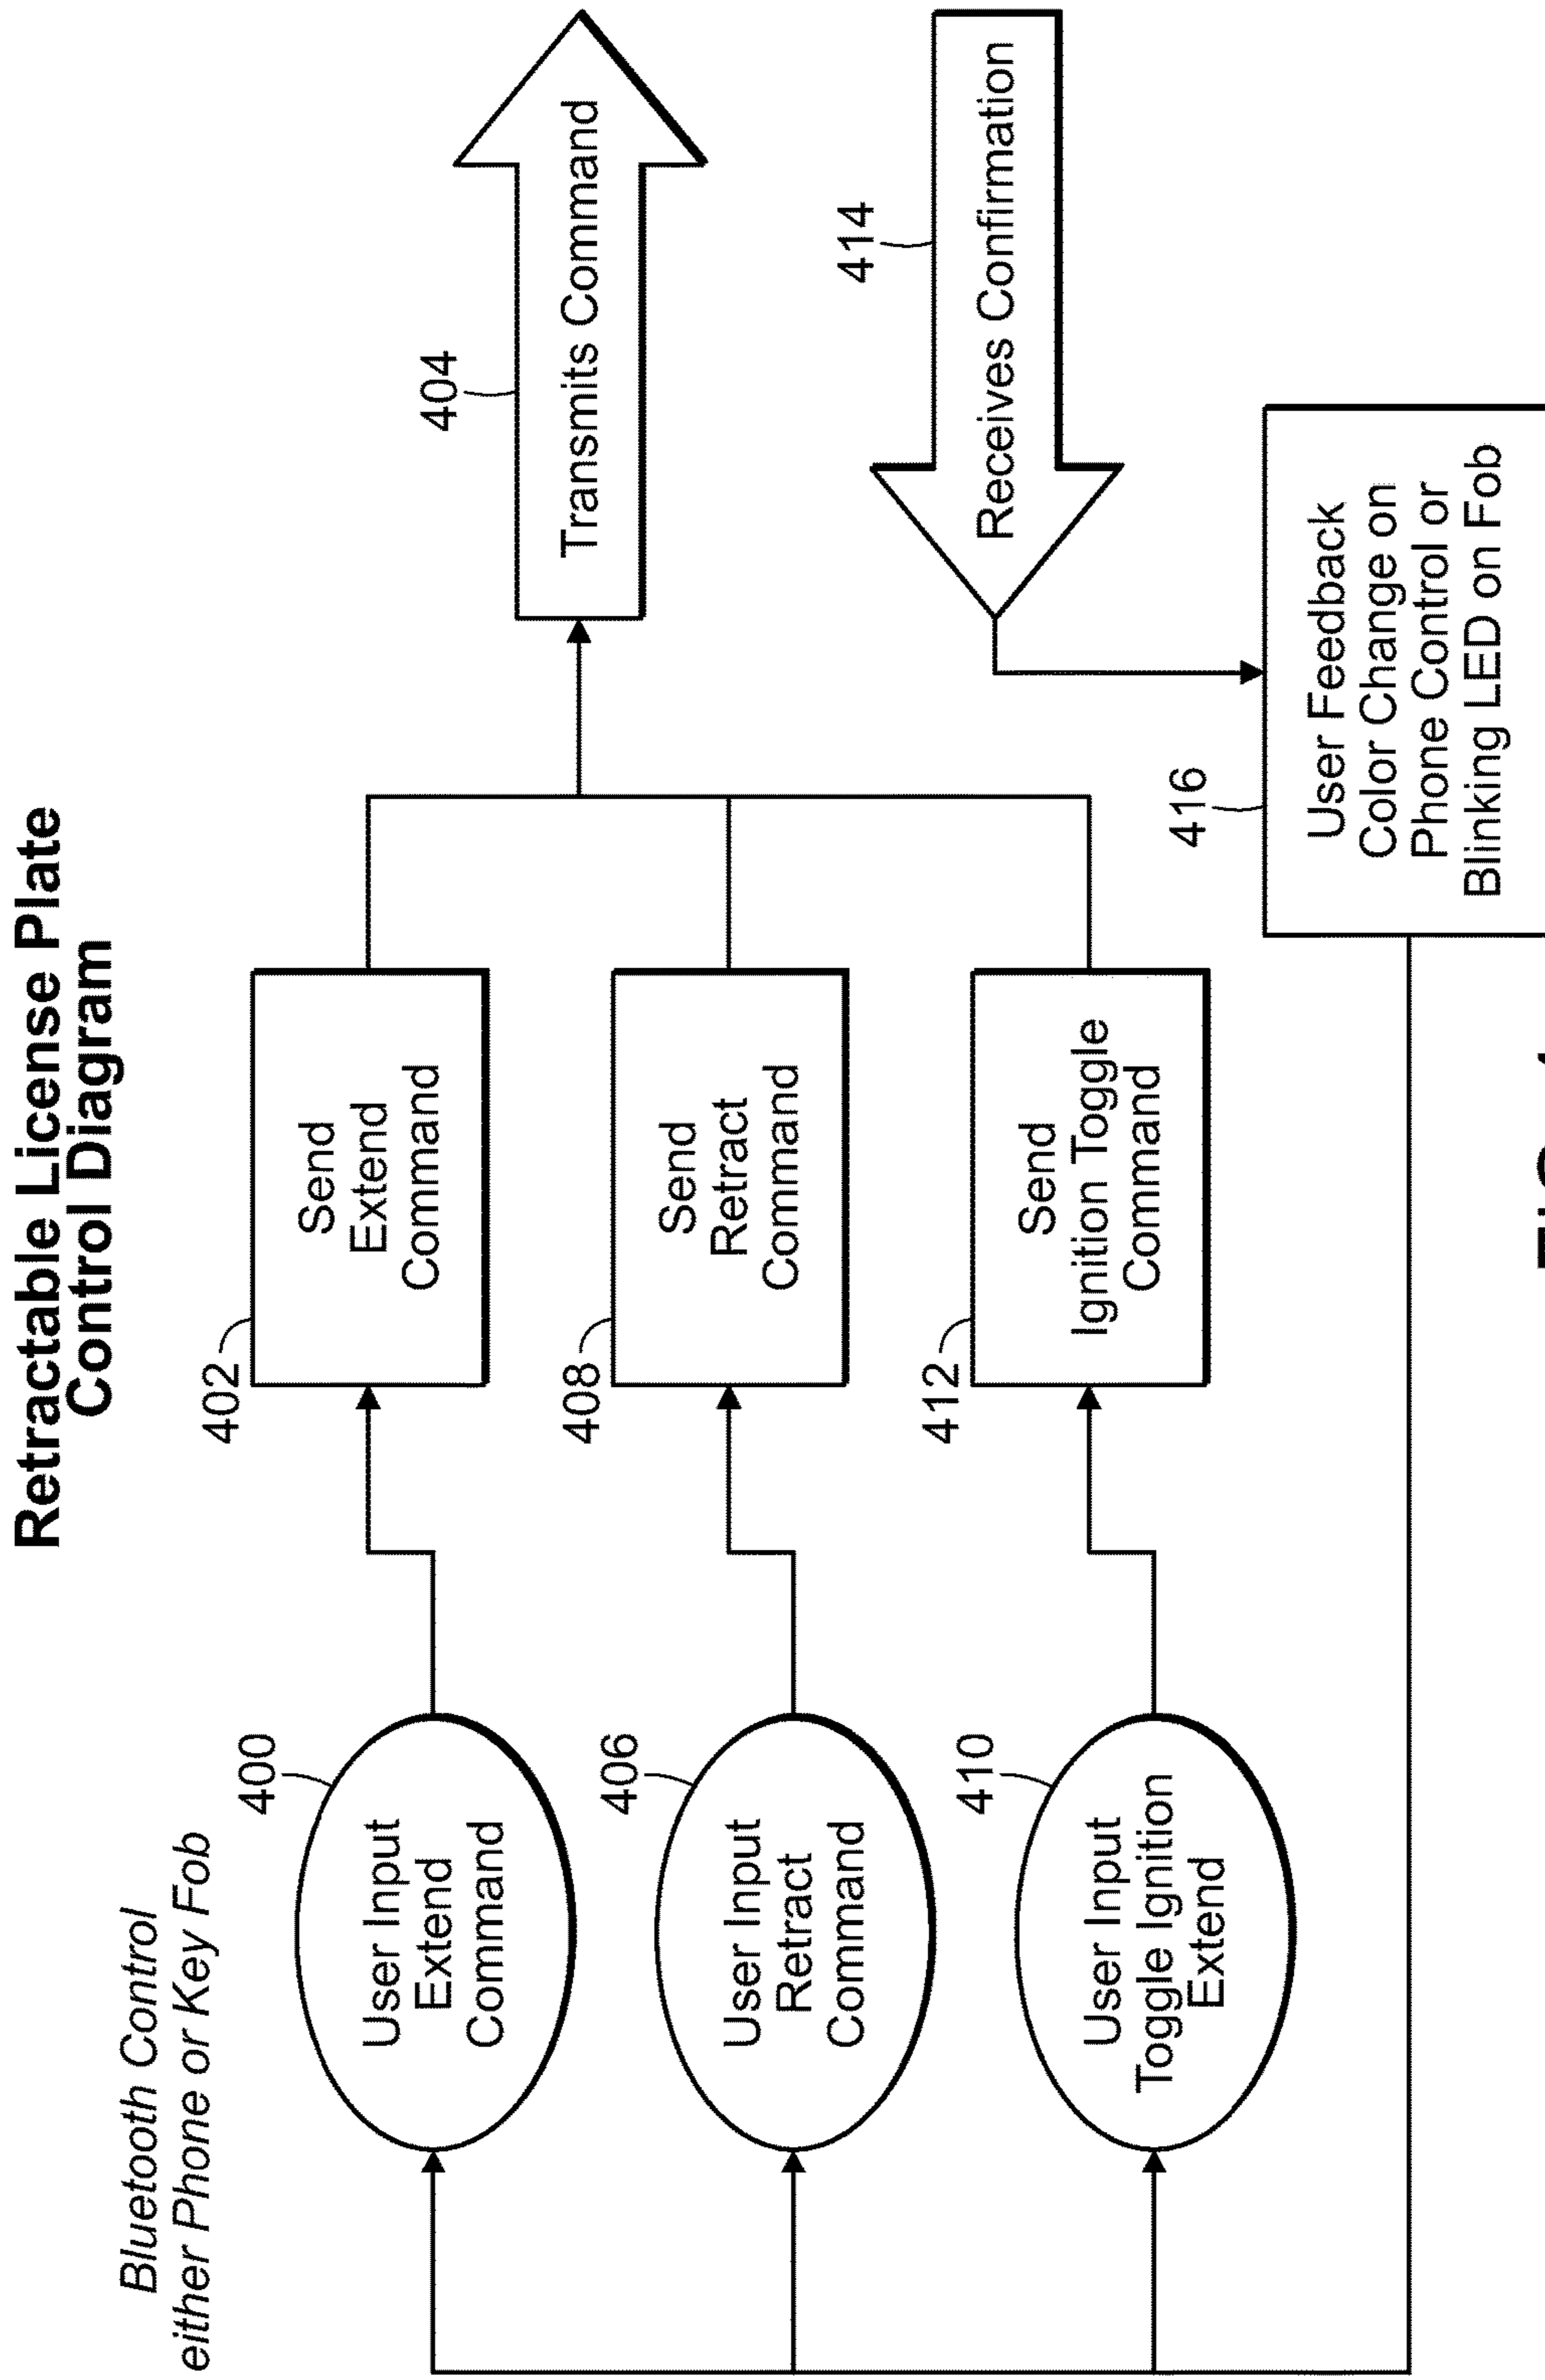 Retractable License Plate
Control Diagram
Bluetooth Control
either Phone or Key Fob
400
User Input
Extend
Command
402
Send
Extend
Command
404
Transmits Command
406
User Input
Retract
Command
408
Send
Retract
Command
410
User Input
Toggle Ignition
Extend
412
Send
Ignition Toggle
Command
414
Receives Confirmation
416
User Feedback
Color Change on
Phone Control or
Blinking LED on Fob